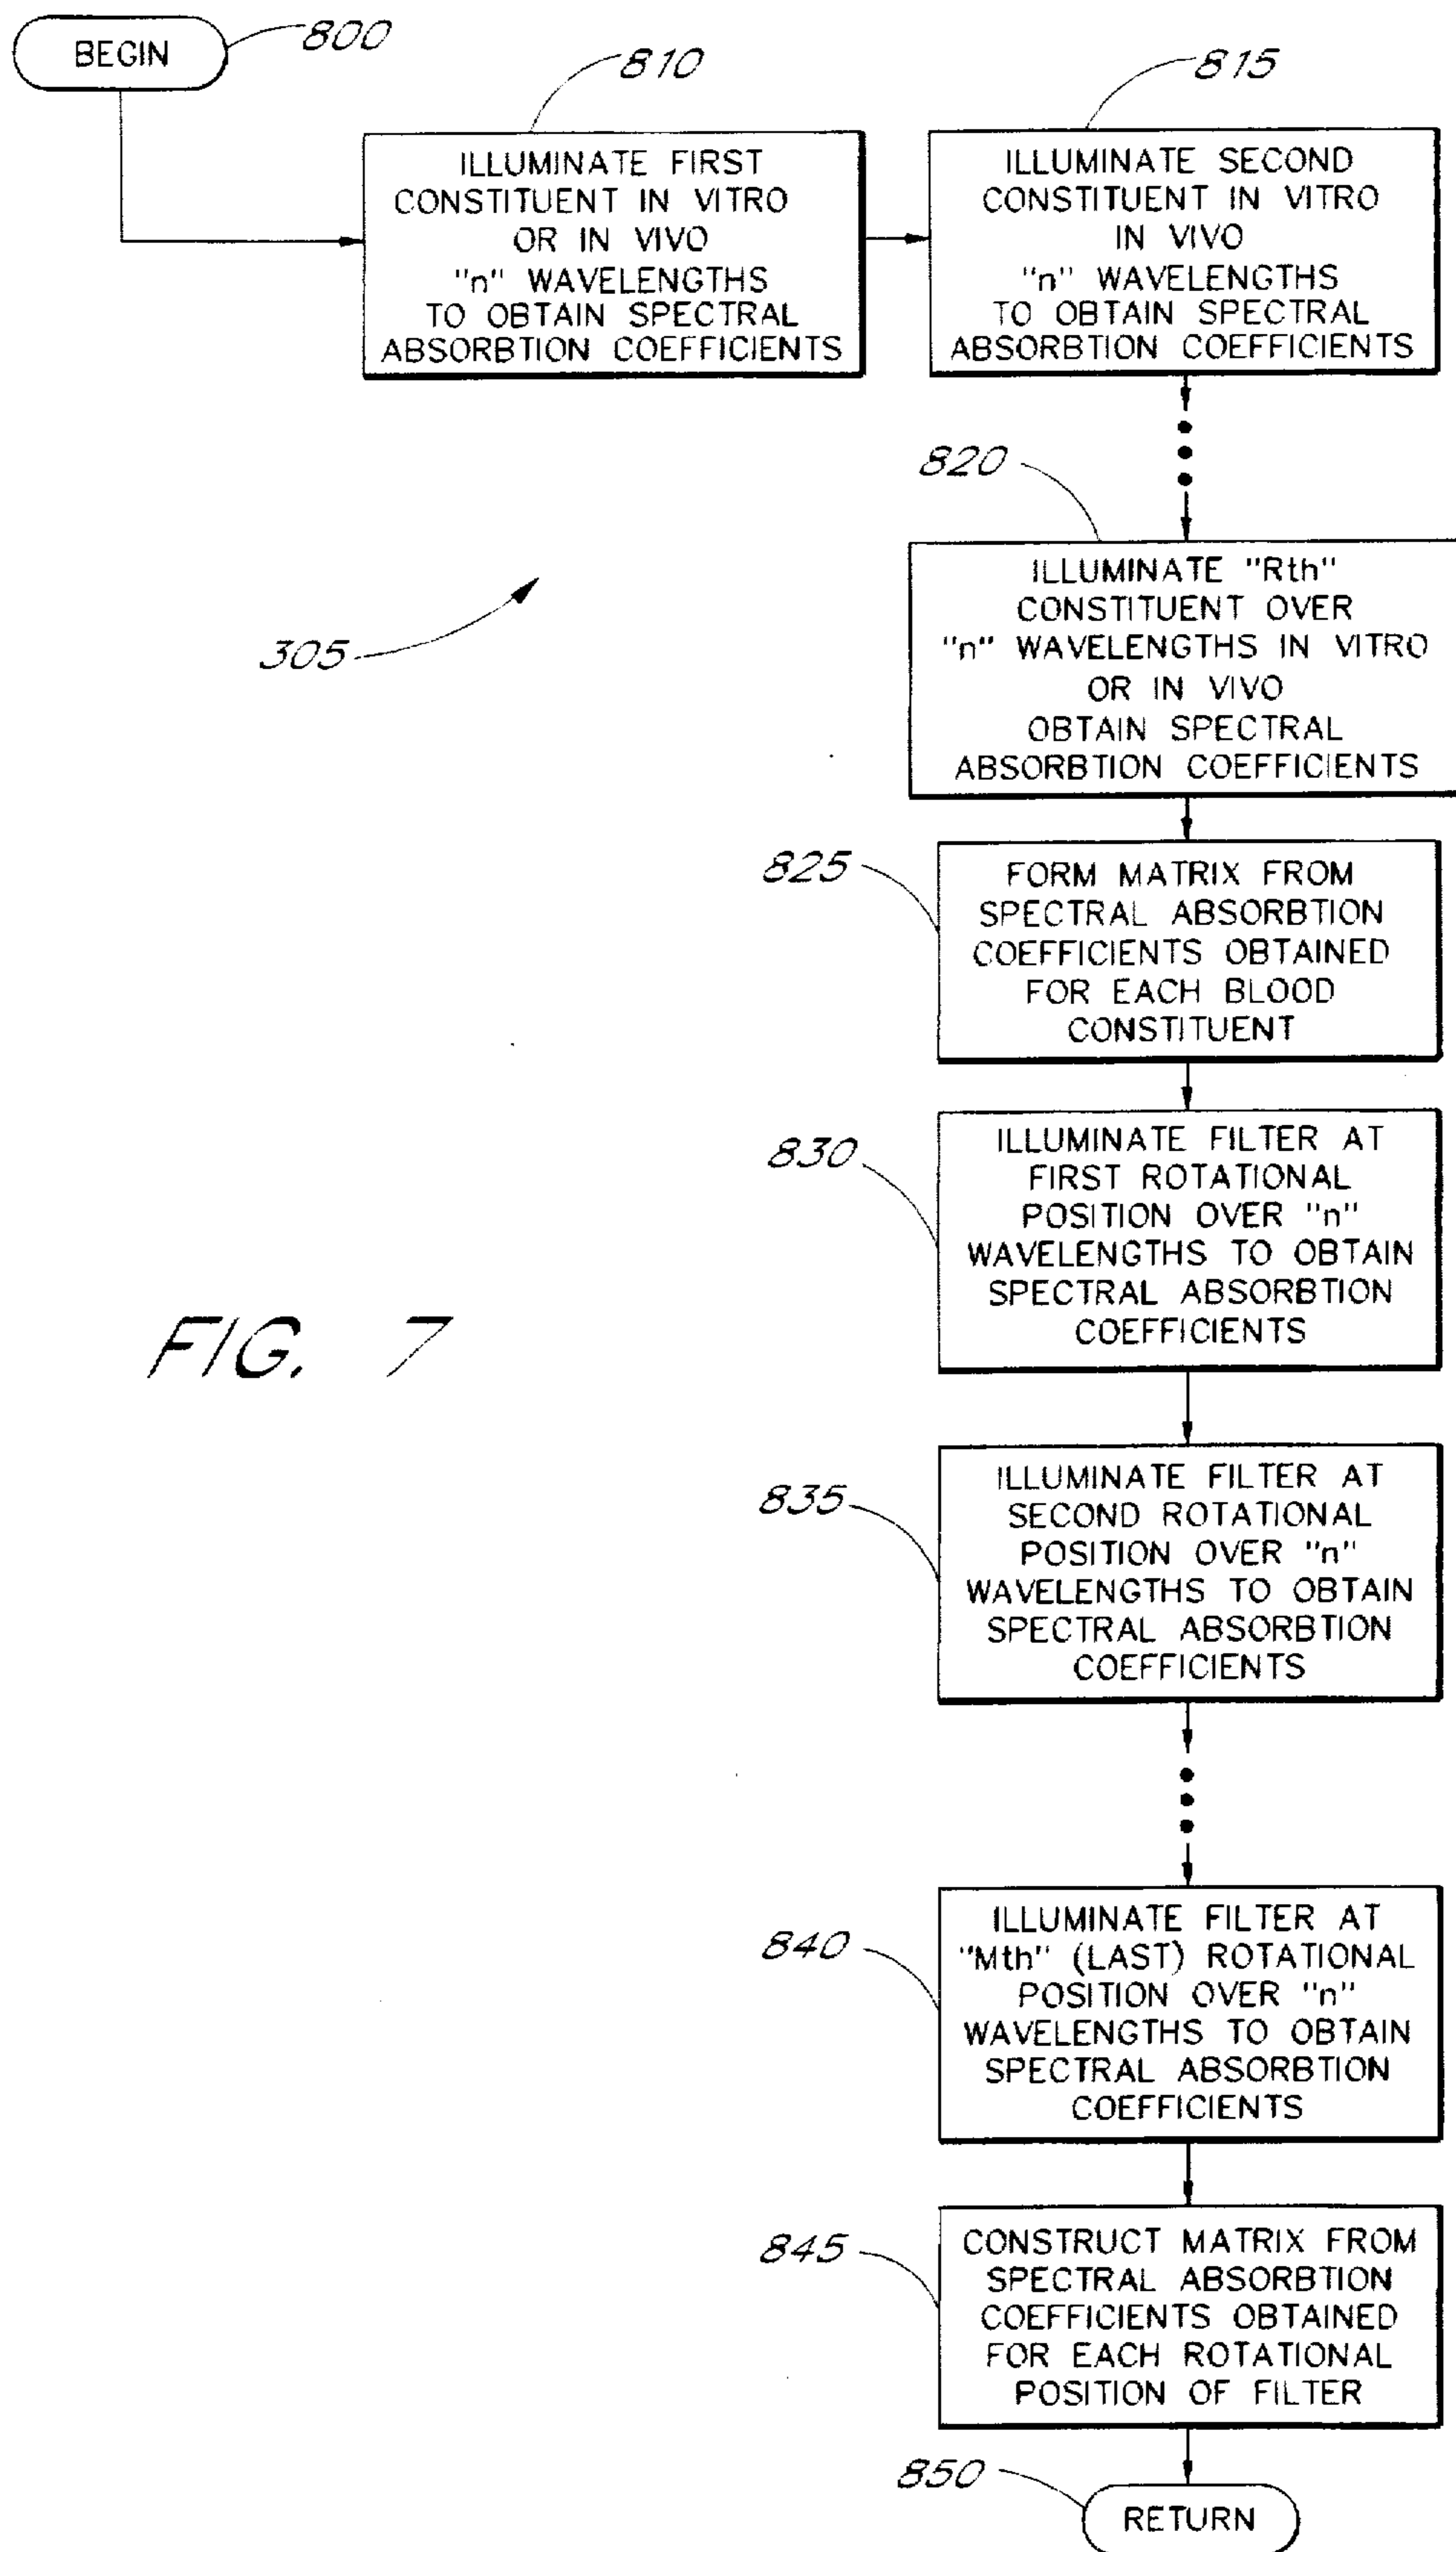 BEGIN
800
810
ILLUMINATE FIRST
CONSTITUENT IN VITRO
OR IN VIVO
"n" WAVELENGTHS
TO OBTAIN SPECTRAL
ABSORBTION COEFFICIENTS
815
ILLUMINATE SECOND
CONSTITUENT IN VITRO
IN VIVO
"n" WAVELENGTHS
TO OBTAIN SPECTRAL
ABSORBTION COEFFICIENTS
820
ILLUMINATE "Rth"
CONSTITUENT OVER
"n" WAVELENGTHS IN VITRO
OR IN VIVO
OBTAIN SPECTRAL
ABSORBTION COEFFICIENTS
305
825
FORM MATRIX FROM
SPECTRAL ABSORBTION
COEFFICIENTS OBTAINED
FOR EACH BLOOD
CONSTITUENT
830
ILLUMINATE FILTER AT
FIRST ROTATIONAL
POSITION OVER "n"
WAVELENGTHS TO OBTAIN
SPECTRAL ABSORBTION
COEFFICIENTS
FIG. 7
835
ILLUMINATE FILTER AT
SECOND ROTATIONAL
POSITION OVER "n"
WAVELENGTHS TO OBTAIN
SPECTRAL ABSORBTION
COEFFICIENTS
840
ILLUMINATE FILTER AT
"Mth" (LAST) ROTATIONAL
POSITION OVER "n"
WAVELENGTHS TO OBTAIN
SPECTRAL ABSORBTION
COEFFICIENTS
845
CONSTRUCT MATRIX FROM
SPECTRAL ABSORBTION
COEFFICIENTS OBTAINED
FOR EACH ROTATIONAL
POSITION OF FILTER
850
RETURN